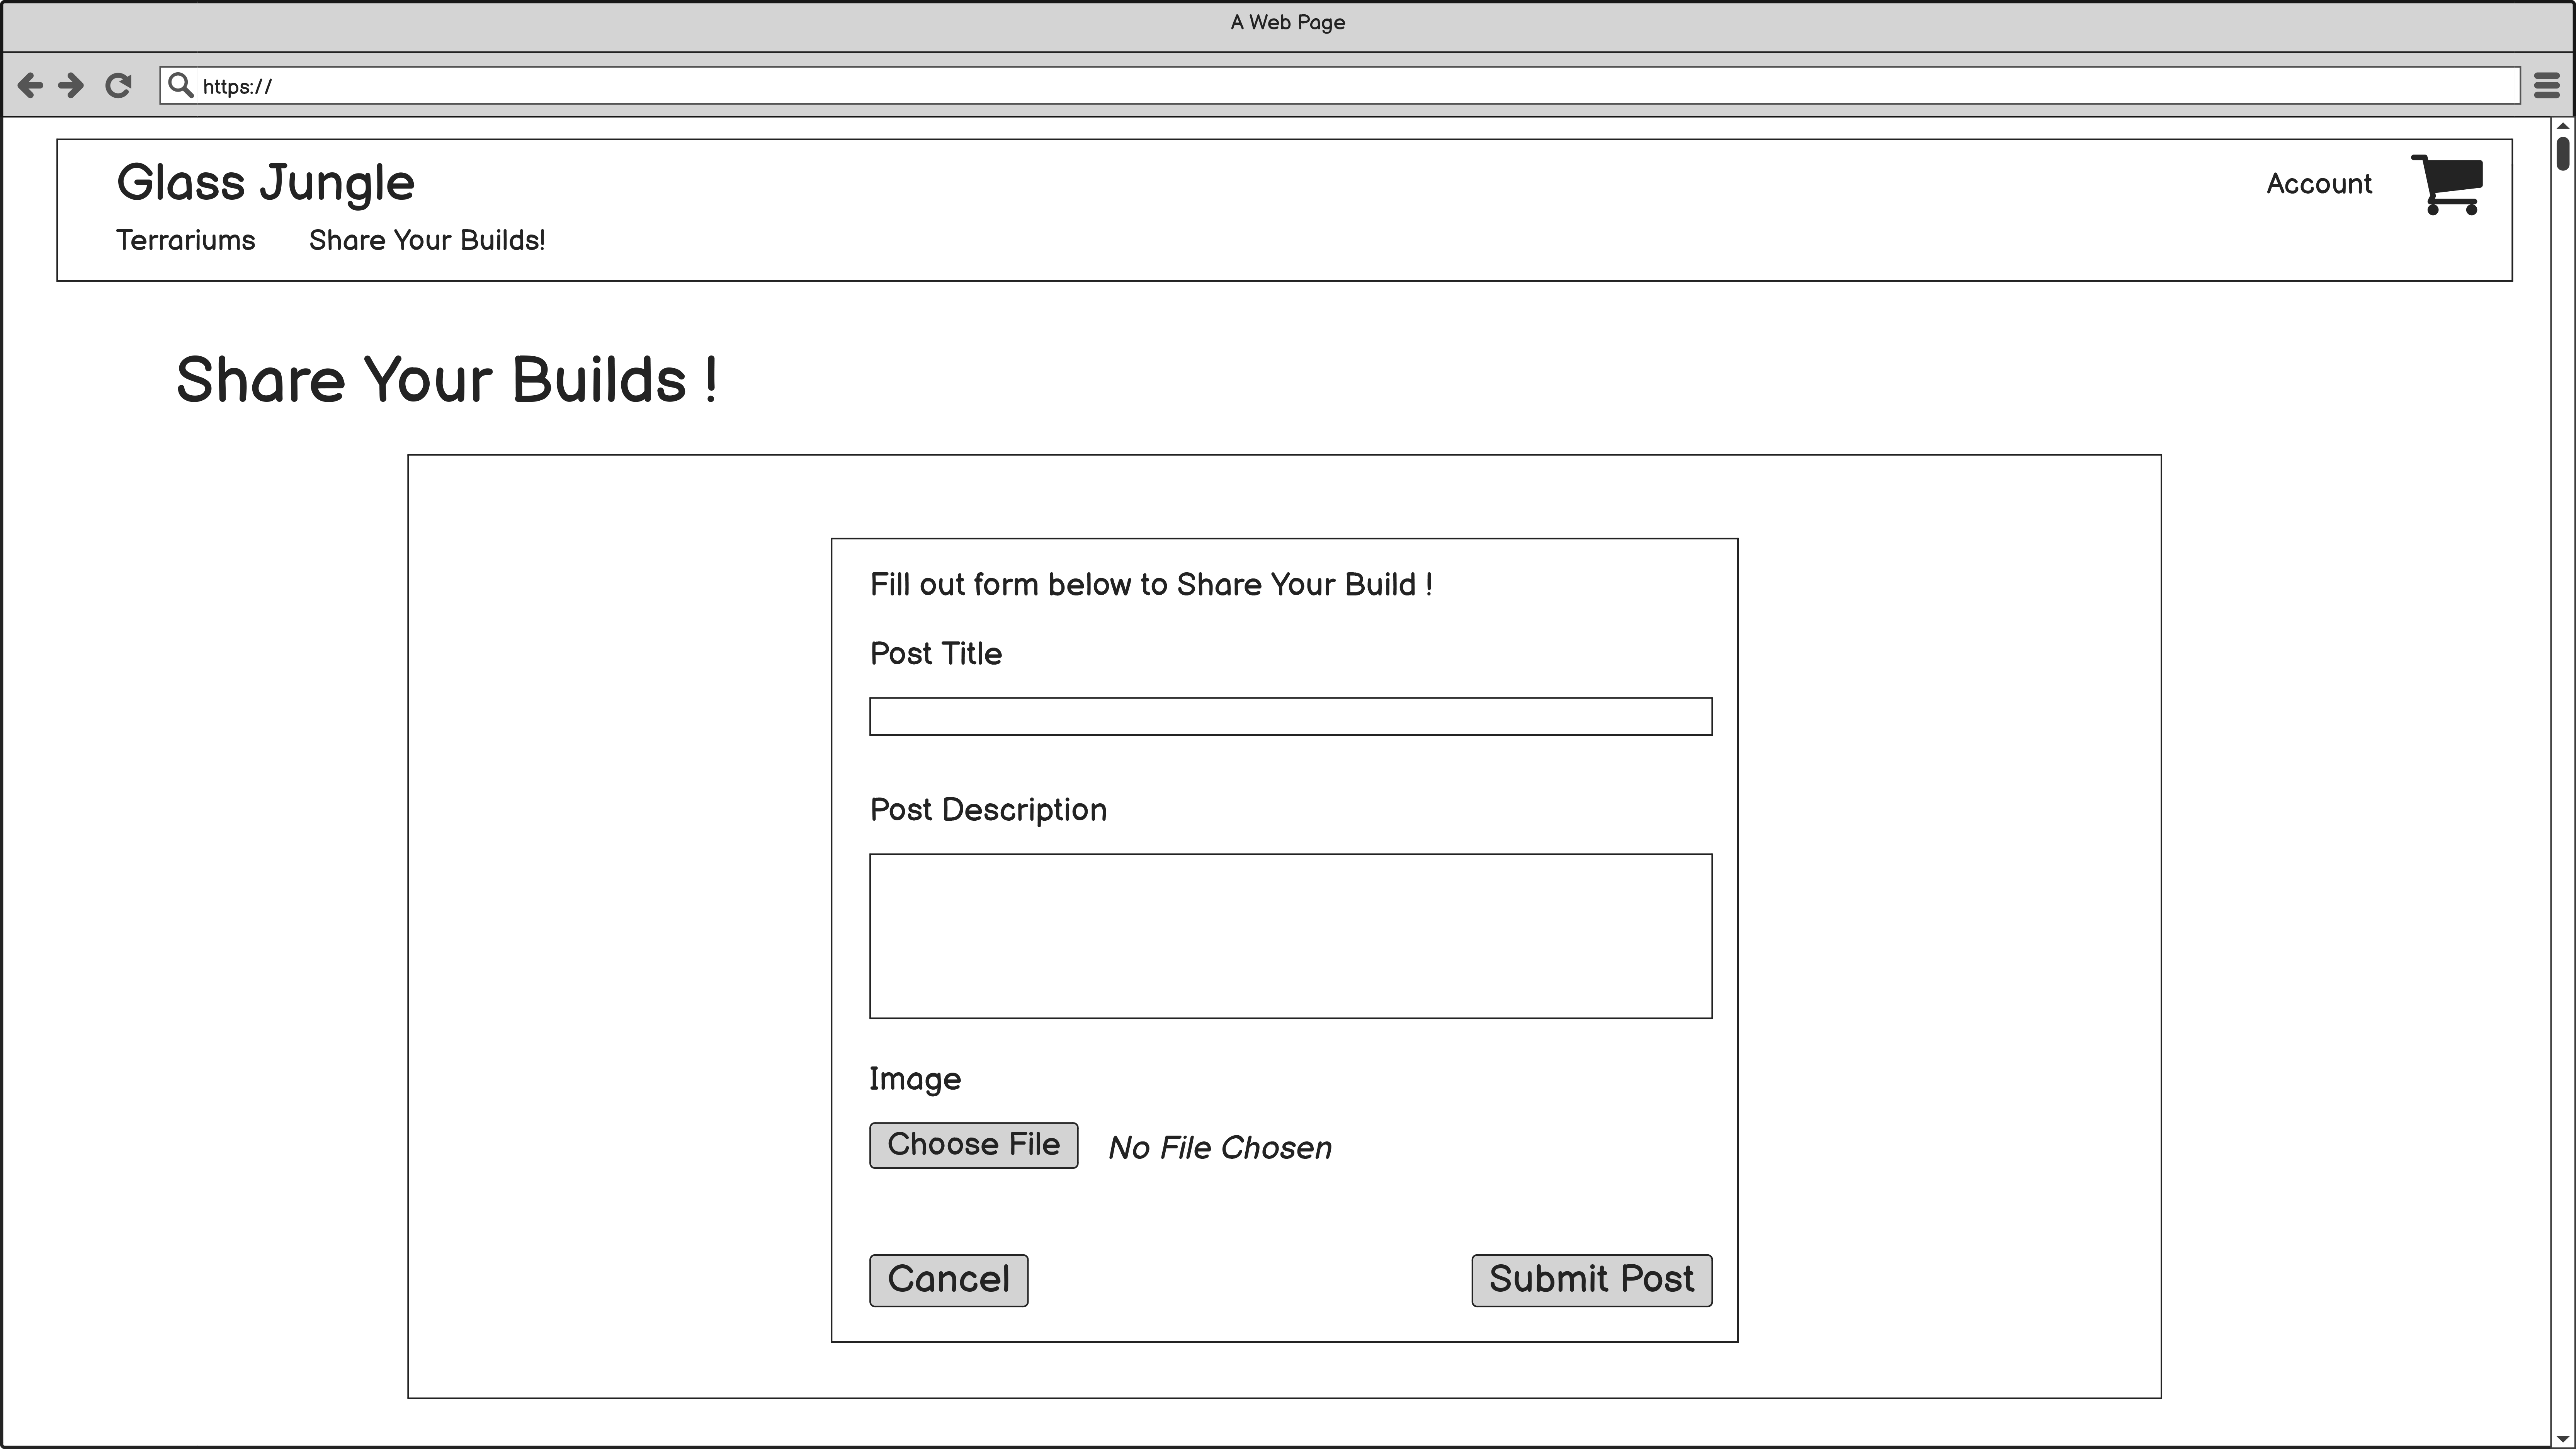 A Web Page
https://
Glass Jungle
Account
Terrariums Share Your Builds!
Share Your Builds !
Fill out form below to Share Your Build !
Post Title
Post Description
Image
Choose File No File Chosen
Cancel Submit Post